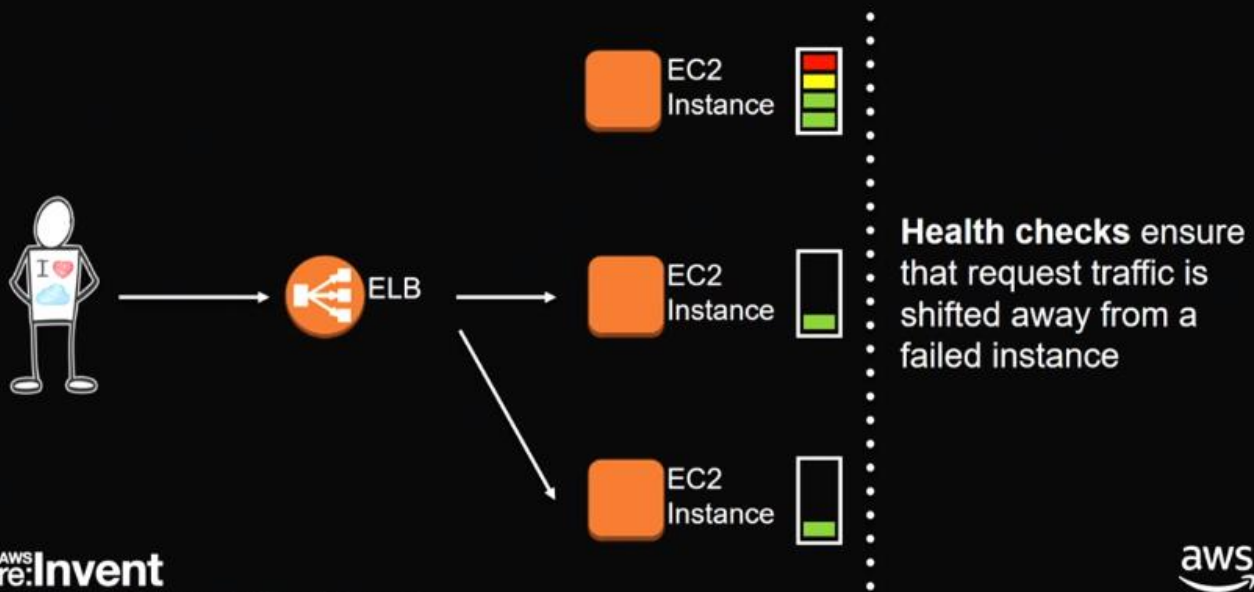 EC2
Instance
I
ELB
EC2
Instance
EC2
Instance
Health checks ensure
that request traffic is
shifted away from a
failed instance
AWS
re:Invent
aws